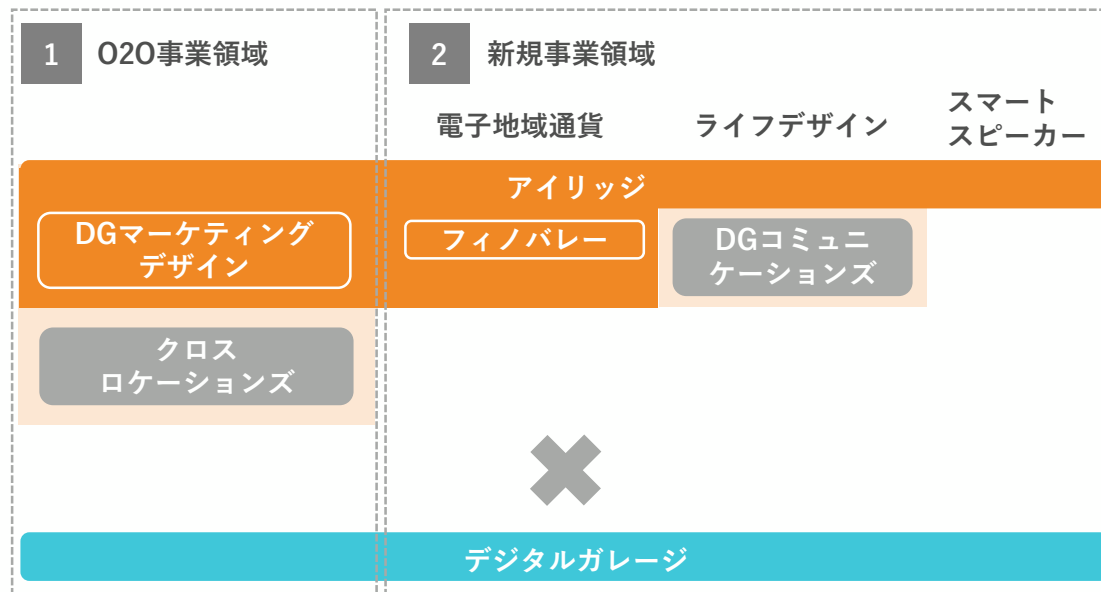 1 O2O事業領域
2 新規事業領域
電子地域通貨
ライフデザイン
スマート
スピーカー
アイリッジ
DGマーケティング
デザイン
フィノバレー
DGコミュニ
ケーションズ
クロス
ロケーションズ
デジタルガレージ